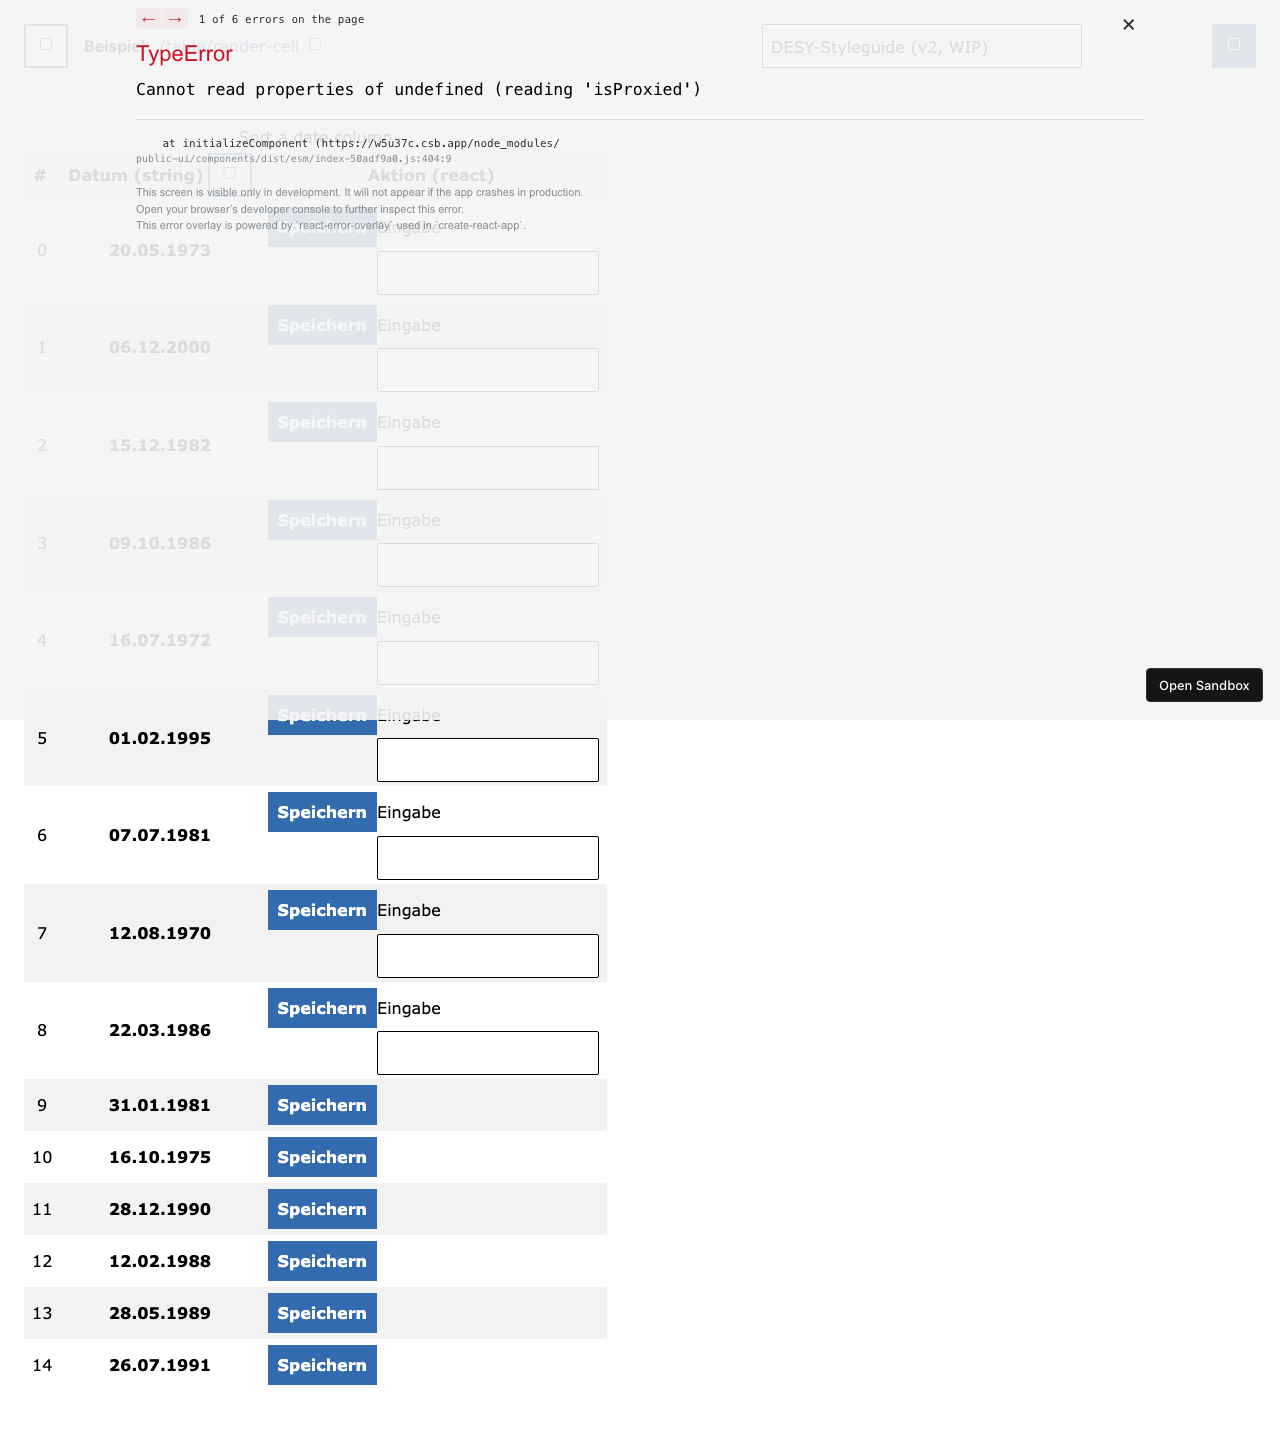 ← → 1 of 6 errors on the page
Beispiel /table/render-cell
DESY-Styleguide (v2, WIP)
TypeError
Cannot read properties of undefined (reading 'isProxied')
Sort a date column
at initializeComponent (https://w5u37c.csb.app/node_modules/
public-ui/components/dist/esm/index-50adf9a0.js:404:9
# Datum (string) Aktion (react)
This screen is visible only in development. It will not appear if the app crashes in production.
Open your browser's developer console to further inspect this error.
This error overlay is powered by `react-error-overlay` used in `create-react-app`.
0 20.05.1973 Speichern Eingabe
1 06.12.2000 Speichern Eingabe
2 15.12.1982 Speichern Eingabe
3 09.10.1986 Speichern Eingabe
4 16.07.1972 Speichern Eingabe
Open Sandbox
5 01.02.1995 Speichern Eingabe
6 07.07.1981 Speichern Eingabe
7 12.08.1970 Speichern Eingabe
8 22.03.1986 Speichern Eingabe
9 31.01.1981 Speichern
10 16.10.1975 Speichern
11 28.12.1990 Speichern
12 12.02.1988 Speichern
13 28.05.1989 Speichern
14 26.07.1991 Speichern